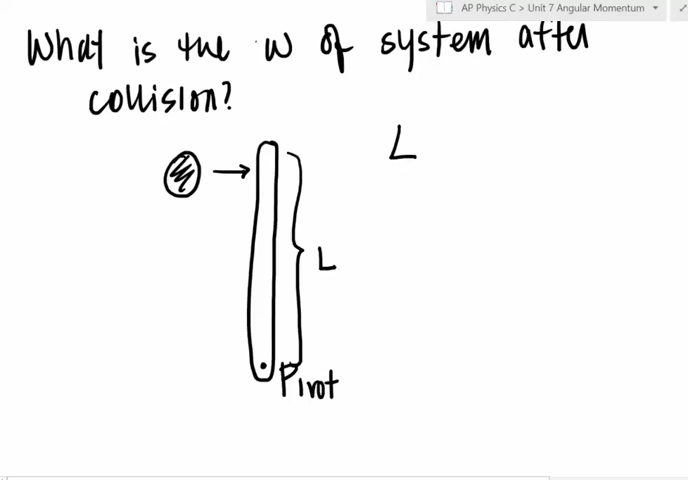 AP Physics C > Unit 7 Angular Momentum
What is the w of system after
collision?
L
L
Pivot